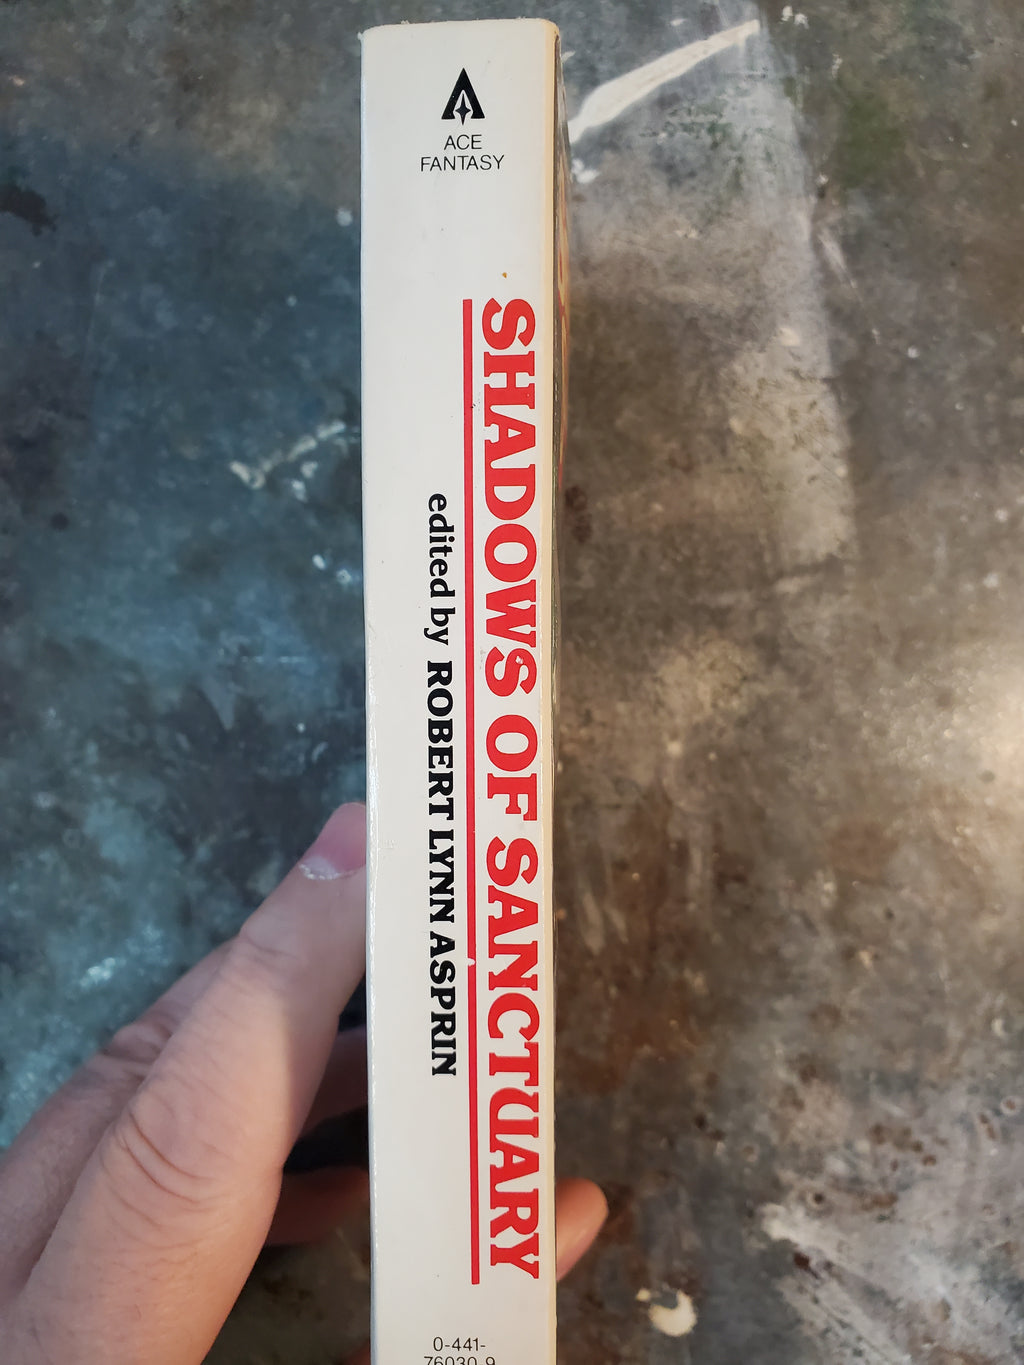 ACE
FANTASY
SHADOWS OF SANCTUARY
edited by ROBERT LYNN ASPRIN
0-441-
76030-9